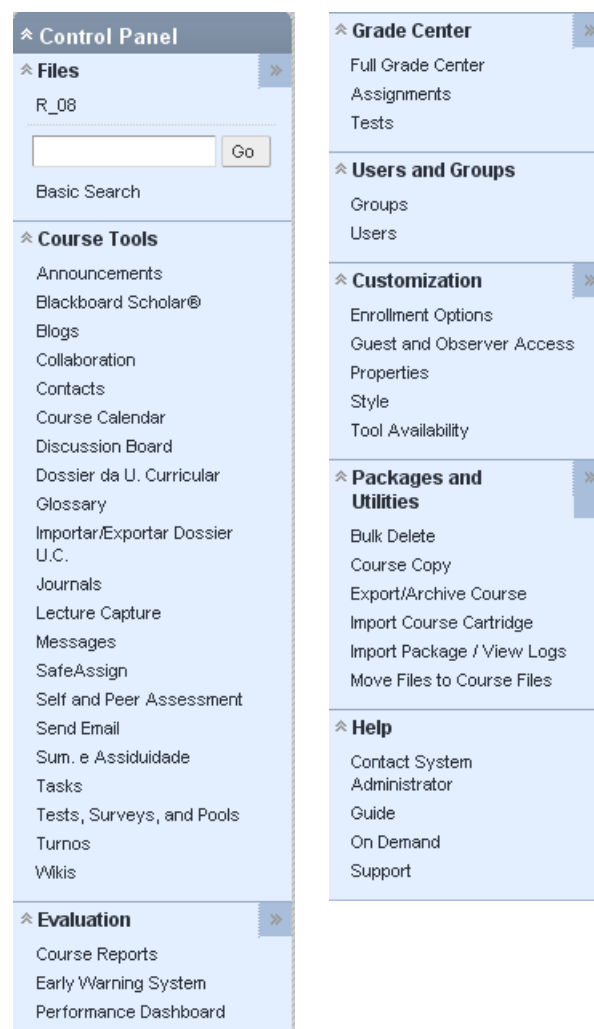 Control Panel
Files
R_08
Go
Basic Search
Course Tools
Announcements
Blackboard Scholar®
Blogs
Collaboration
Contacts
Course Calendar
Discussion Board
Dossier da U. Curricular
Glossary
Importar/Exportar Dossier
U.C.
Journals
Lecture Capture
Messages
SafeAssign
Self and Peer Assessment
Send Email
Sum. e Assiduidade
Tasks
Tests, Surveys, and Pools
Turnos
Wikis
Evaluation
Course Reports
Early Warning System
Performance Dashboard
Grade Center
Full Grade Center
Assignments
Tests
Users and Groups
Groups
Users
Customization
Enrollment Options
Guest and Observer Access
Properties
Style
Tool Availability
Packages and
Utilities
Bulk Delete
Course Copy
Export/Archive Course
Import Course Cartridge
Import Package / View Logs
Move Files to Course Files
Help
Contact System
Administrator
Guide
On Demand
Support